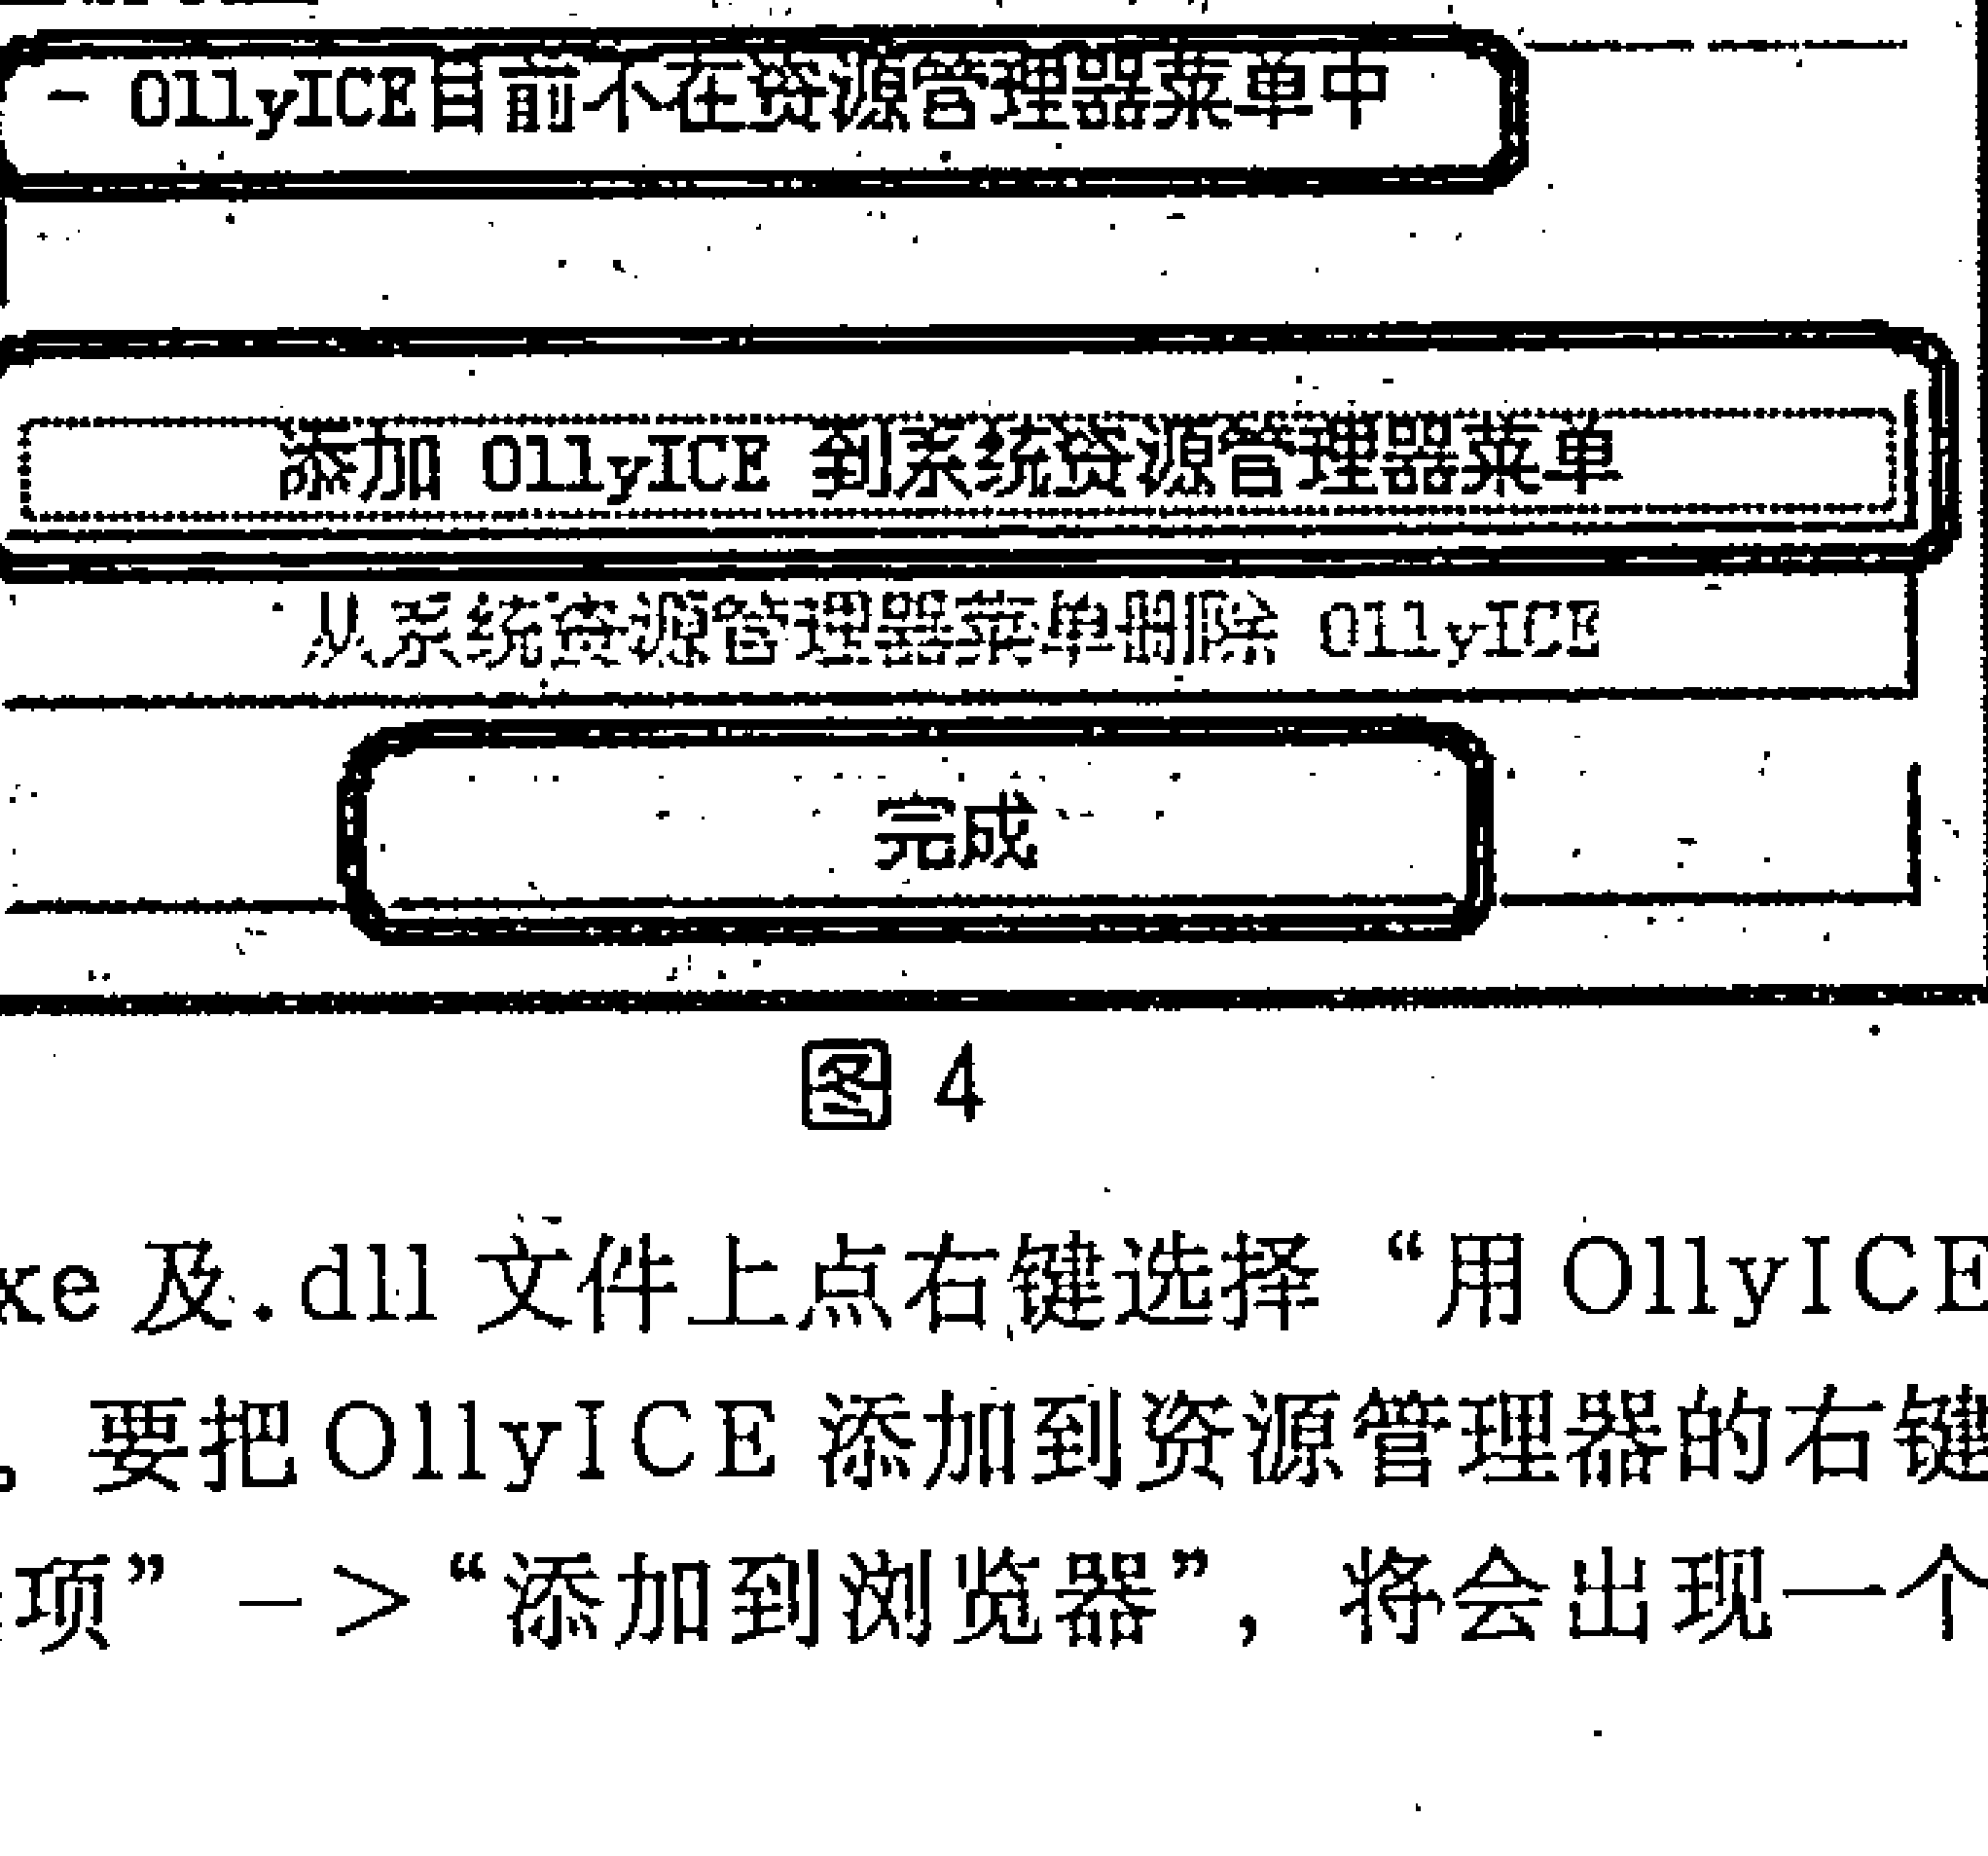 - OllyICE目前不在资源管理器菜单中
添加 OllyICE 到系统资源管理器菜单
从系统资源管理器菜单删除 OllyICE
完成
图 4
xe 及.dll 文件上点右键选择“用 OllyICE
。要把 OllyICE 添加到资源管理器的右键
项”->“添加到浏览器”，将会出现一个